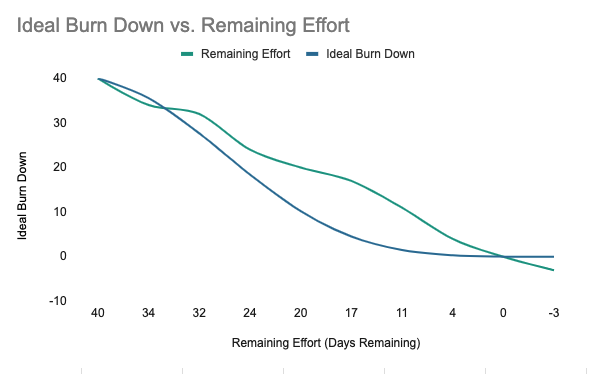 Ideal Burn Down vs. Remaining Effort
Remaining Effort Ideal Burn Down
40
30
20
10
0
-10
Ideal Burn Down
40 34 32 24 20 17 11 4 0 -3
Remaining Effort (Days Remaining)